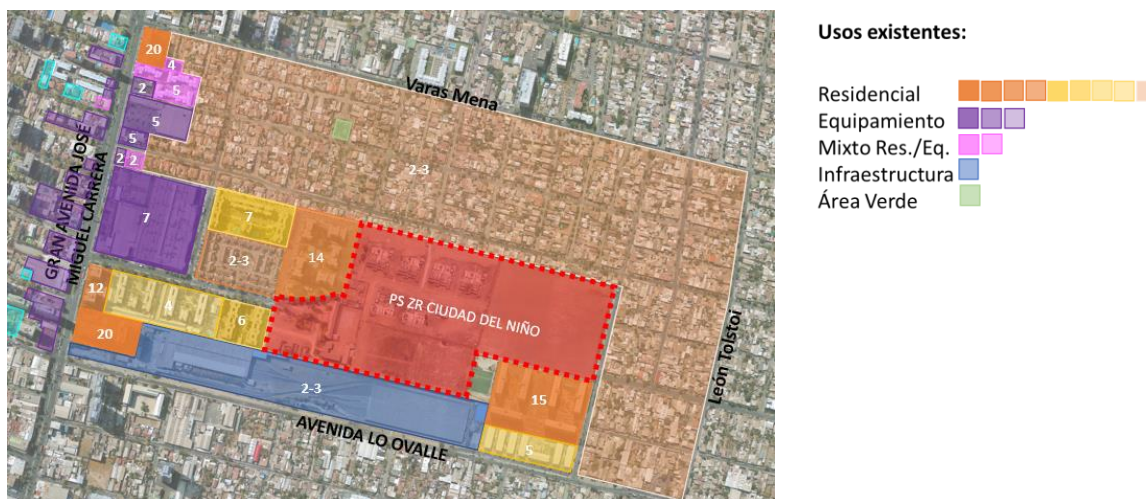 Usos existentes:
Residencial
Equipamiento
Mixto Res./Eq.
Infraestructura
Área Verde
20
4
2
5
5
5
2
2
Varas Mena
2-3
GRAN AVENIDA JOSÉ
MIGUEL CARRERA
7
7
2-3
14
PS ZR CIUDAD DEL NIÑO
12
4
6
20
2-3
15
5
León Tolstoi
AVENIDA LO OVALLE